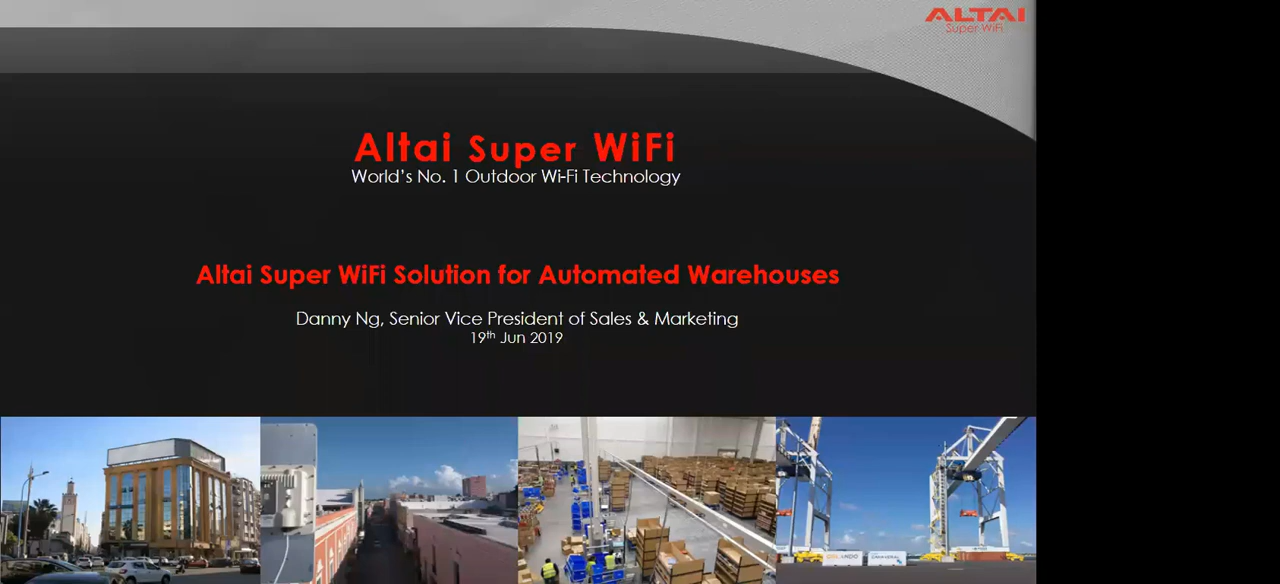 ALTAI
Super WiFi
Altai Super WiFi
World's No. 1 Outdoor Wi-Fi Technology
Altai Super WiFi Solution for Automated Warehouses
Danny Ng, Senior Vice President of Sales & Marketing
19th Jun 2019